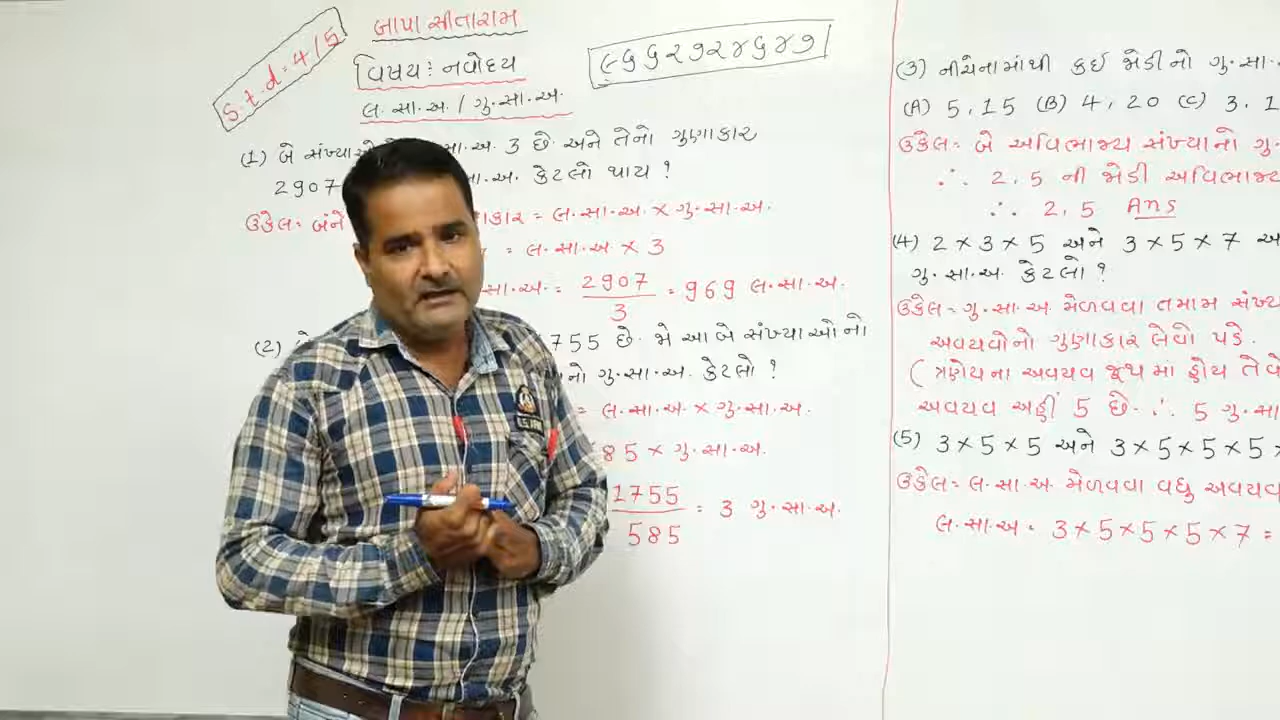 S.t.d = 4/5
બાપા સીતારામ
વિષય: નવોદય
લ.સા.અ. / ગુ.સા.અ.
૯૬૬૨૭૨૪૬૪૭
(1) બે સંખ્યાઓ સા.અ. 3 છે. અને તેનો ગુણાકાર
2907 સા.અ. કેટલો થાય ?
ઉકેલ= બંને ાકાર = લ.સા.અ. × ગુ.સા.અ.
= લ.સા.અ × 3
સા.અ. = 2907/3 = 969 લ.સા.અ.
(2) 755 છે. જો આ બે સંખ્યાઓનો
નો ગુ.સા.અ. કેટલો ?
= લ.સા.અ. × ગુ.સા.અ.
85 × ગુ.સા.અ.
1755/585 = 3 ગુ.સા.અ.
(3) નીચેનામાંથી કઈ જોડીનો ગુ.સા.
(A) 5,15 (B) 4,20 (C) 3,1
ઉકેલ= બે અવિભાજ્ય સંખ્યાનો ગુ.
∴ 2,5 ની જોડી અવિભાજ્ય
∴ 2,5 Ans
(4) 2×3×5 અને 3×5×7 અ
ગુ.સા.અ. કેટલો ?
ઉકેલ= ગુ.સા.અ મેળવવા તમામ સંખ્ય
અવયવોનો ગુણાકાર લેવો પડે.
( ત્રણેયના અવયવ જૂથમાં હોય તેવ
અવયવ અહીં 5 છે. ∴ 5 ગુ.સા
(5) 3×5×5 અને 3×5×5×5×
ઉકેલ= લ.સા.અ. મેળવવા વધુ અવયવ
લ.સા.અ = 3×5×5×5×7 =